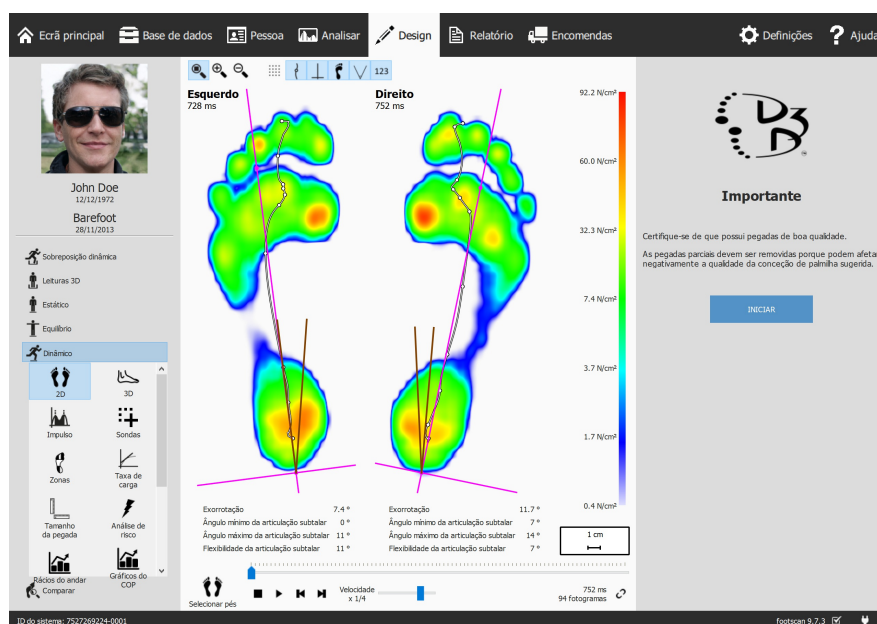 Ecrã principal
Base de dados
Pessoa
Analisar
Design
Relatório
Encomendas
Definições
Ajuda
John Doe
12/12/1972
Barefoot
28/11/2013
Sobreposição dinâmica
Leituras 3D
Estático
Equilíbrio
Dinâmico
2D
3D
Impulso
Sondas
Zonas
Taxa de
carga
Tamanho
da pegada
Análise de
risco
Rácios do andar
Gráficos do
COP
Comparar
123
Esquerdo
728 ms
Direito
752 ms
92.2 N/cm²
60.0 N/cm²
32.3 N/cm²
7.4 N/cm²
3.7 N/cm²
1.7 N/cm²
0.4 N/cm²
Exorrotação 7.4 °
Ângulo mínimo da articulação subtalar 0 °
Ângulo máximo da articulação subtalar 11 °
Flexibilidade da articulação subtalar 11 °
Exorrotação 11.7 °
Ângulo mínimo da articulação subtalar 7 °
Ângulo máximo da articulação subtalar 14 °
Flexibilidade da articulação subtalar 7 °
1 cm
Selecionar pés
Velocidade
x 1/4
752 ms
94 fotogramas
D3D
Importante
Certifique-se de que possui pegadas de boa qualidade.
As pegadas parciais devem ser removidas porque podem afeta
negativamente a qualidade da conceção de palmilha sugerida.
INICIAR
ID do sistema: 7527269224-0001
footscan 9.7.3